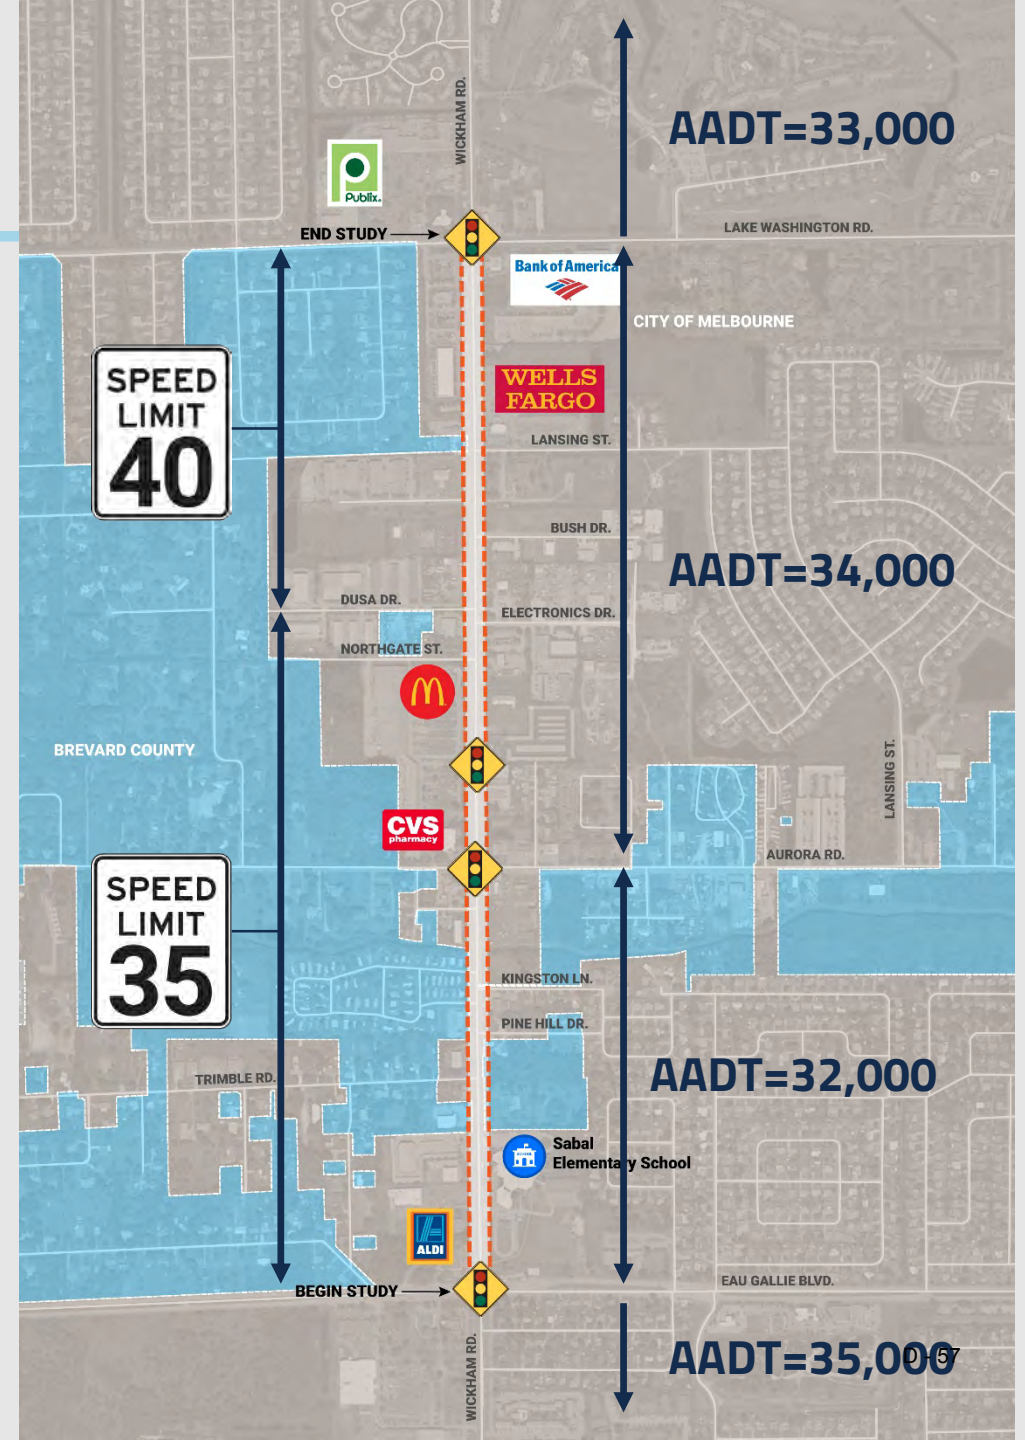 WICKHAM RD.
AADT=33,000
Publix.
END STUDY
LAKE WASHINGTON RD.
Bank of America
CITY OF MELBOURNE
SPEED
LIMIT
40
WELLS
FARGO
LANSING ST.
BUSH DR.
AADT=34,000
DUSA DR.
ELECTRONICS DR.
NORTHGATE ST.
BREVARD COUNTY
LANSING ST.
CVS
pharmacy
AURORA RD.
SPEED
LIMIT
35
KINGSTON LN.
PINE HILL DR.
TRIMBLE RD.
AADT=32,000
Sabal
Elementary School
ALDI
EAU GALLIE BLVD.
BEGIN STUDY
WICKHAM RD.
AADT=35,000
D - 57